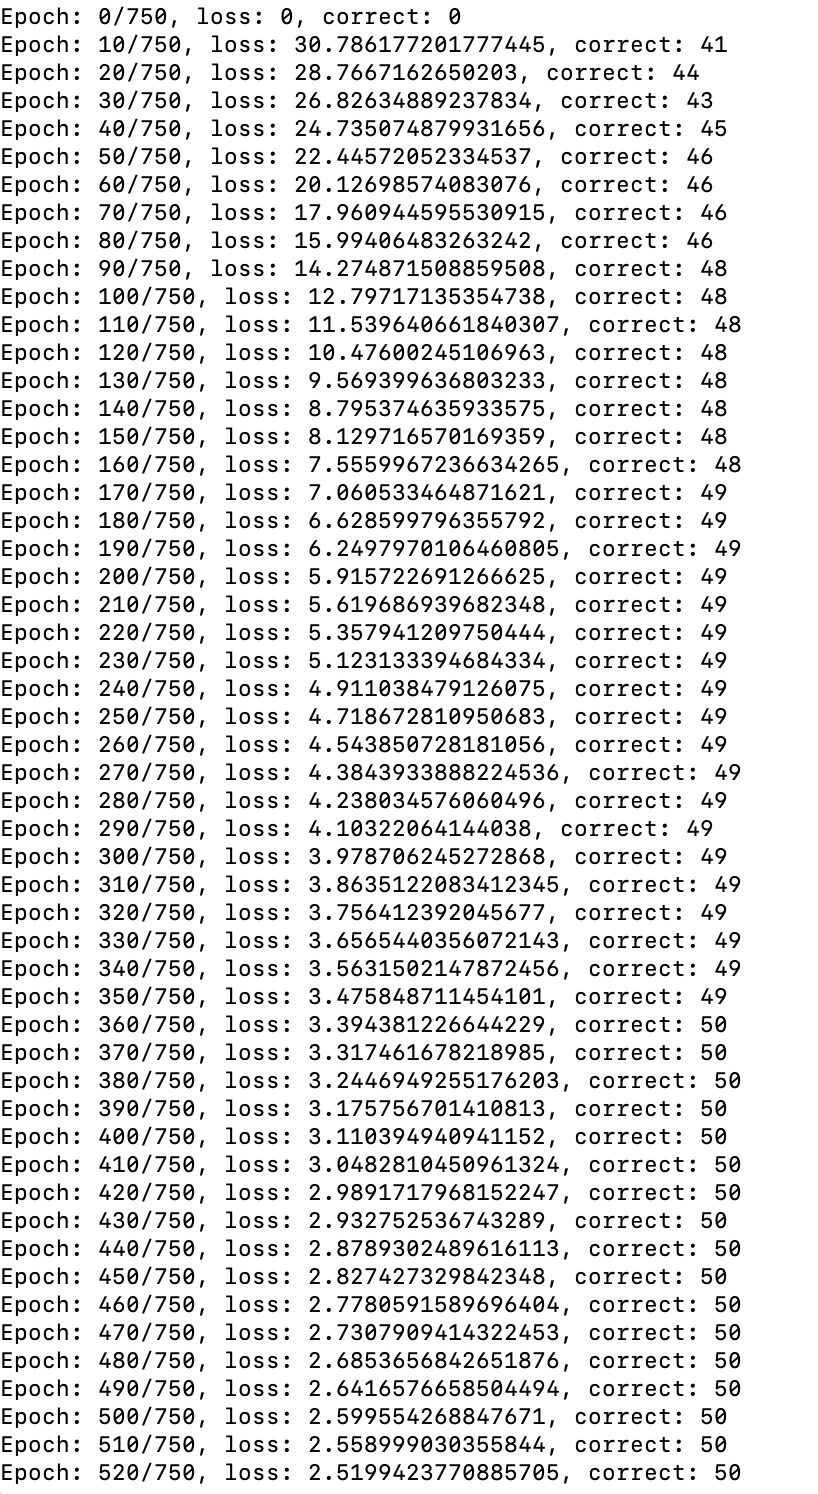 Epoch: 0/750, loss: 0, correct: 0
Epoch: 10/750, loss: 30.786177201777445, correct: 41
Epoch: 20/750, loss: 28.7667162650203, correct: 44
Epoch: 30/750, loss: 26.82634889237834, correct: 43
Epoch: 40/750, loss: 24.735074879931656, correct: 45
Epoch: 50/750, loss: 22.44572052334537, correct: 46
Epoch: 60/750, loss: 20.12698574083076, correct: 46
Epoch: 70/750, loss: 17.960944595530915, correct: 46
Epoch: 80/750, loss: 15.99406483263242, correct: 46
Epoch: 90/750, loss: 14.274871508859508, correct: 48
Epoch: 100/750, loss: 12.79717135354738, correct: 48
Epoch: 110/750, loss: 11.539640661840307, correct: 48
Epoch: 120/750, loss: 10.47600245106963, correct: 48
Epoch: 130/750, loss: 9.569399636803233, correct: 48
Epoch: 140/750, loss: 8.795374635933575, correct: 48
Epoch: 150/750, loss: 8.129716570169359, correct: 48
Epoch: 160/750, loss: 7.5559967236634265, correct: 48
Epoch: 170/750, loss: 7.060533464871621, correct: 49
Epoch: 180/750, loss: 6.628599796355792, correct: 49
Epoch: 190/750, loss: 6.2497970106460805, correct: 49
Epoch: 200/750, loss: 5.915722691266625, correct: 49
Epoch: 210/750, loss: 5.619686939682348, correct: 49
Epoch: 220/750, loss: 5.357941209750444, correct: 49
Epoch: 230/750, loss: 5.123133394684334, correct: 49
Epoch: 240/750, loss: 4.911038479126075, correct: 49
Epoch: 250/750, loss: 4.718672810950683, correct: 49
Epoch: 260/750, loss: 4.543850728181056, correct: 49
Epoch: 270/750, loss: 4.3843933888224536, correct: 49
Epoch: 280/750, loss: 4.238034576060496, correct: 49
Epoch: 290/750, loss: 4.10322064144038, correct: 49
Epoch: 300/750, loss: 3.978706245272868, correct: 49
Epoch: 310/750, loss: 3.8635122083412345, correct: 49
Epoch: 320/750, loss: 3.756412392045677, correct: 49
Epoch: 330/750, loss: 3.6565440356072143, correct: 49
Epoch: 340/750, loss: 3.5631502147872456, correct: 49
Epoch: 350/750, loss: 3.475848711454101, correct: 49
Epoch: 360/750, loss: 3.394381226644229, correct: 50
Epoch: 370/750, loss: 3.317461678218985, correct: 50
Epoch: 380/750, loss: 3.2446949255176203, correct: 50
Epoch: 390/750, loss: 3.175756701410813, correct: 50
Epoch: 400/750, loss: 3.110394940941152, correct: 50
Epoch: 410/750, loss: 3.0482810450961324, correct: 50
Epoch: 420/750, loss: 2.9891717968152247, correct: 50
Epoch: 430/750, loss: 2.932752536743289, correct: 50
Epoch: 440/750, loss: 2.8789302489616113, correct: 50
Epoch: 450/750, loss: 2.827427329842348, correct: 50
Epoch: 460/750, loss: 2.7780591589696404, correct: 50
Epoch: 470/750, loss: 2.7307909414322453, correct: 50
Epoch: 480/750, loss: 2.6853656842651876, correct: 50
Epoch: 490/750, loss: 2.6416576658504494, correct: 50
Epoch: 500/750, loss: 2.599554268847671, correct: 50
Epoch: 510/750, loss: 2.558999030355844, correct: 50
Epoch: 520/750, loss: 2.5199423770885705, correct: 50